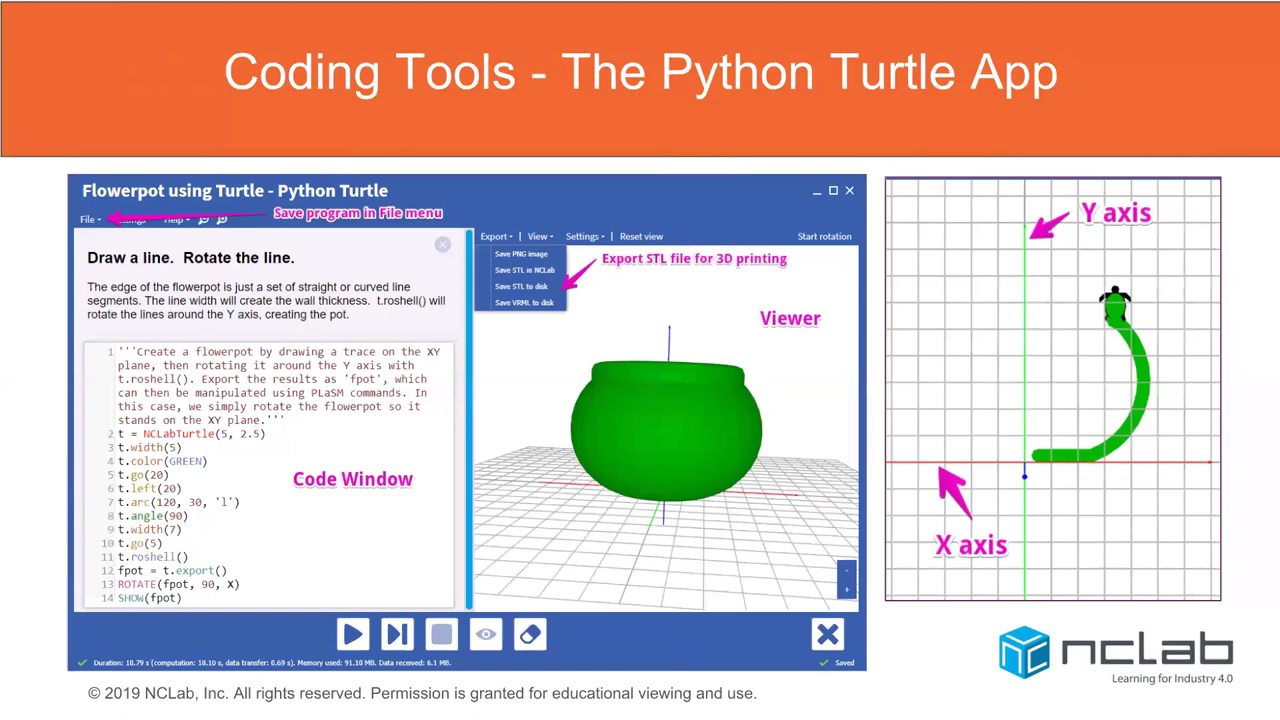 Coding Tools - The Python Turtle App
Flowerpot using Turtle - Python Turtle
File
Help
Save program in File menu
Draw a line.  Rotate the line.
The edge of the flowerpot is just a set of straight or curved line
segments. The line width will create the wall thickness.  t.roshell() will
rotate the lines around the Y axis, creating the pot.
1 '''Create a flowerpot by drawing a trace on the XY
plane, then rotating it around the Y axis with
t.roshell(). Export the results as 'fpot', which
can then be manipulated using PLaSM commands. In
this case, we simply rotate the flowerpot so it
stands on the XY plane.'''
2 t = NCLabTurtle(5, 2.5)
3 t.width(5)
4 t.color(GREEN)
5 t.go(20)
6 t.left(20)
7 t.arc(120, 30, 'l')
8 t.angle(90)
9 t.width(7)
10 t.go(5)
11 t.roshell()
12 fpot = t.export()
13 ROTATE(fpot, 90, X)
14 SHOW(fpot)
Code Window
Export View Settings Reset view Start rotation
Save PNG image
Save STL in NCLab
Save STL to disk
Save VRML to disk
Export STL file for 3D printing
Viewer
-
+
Duration: 10.79 s (computation: 10.10 s, data transfer: 0.69 s). Memory used: 91.10 MB. Data received: 6.1 MB.
Saved
Y axis
X axis
nclab
Learning for Industry 4.0
© 2019 NCLab, Inc. All rights reserved. Permission is granted for educational viewing and use.